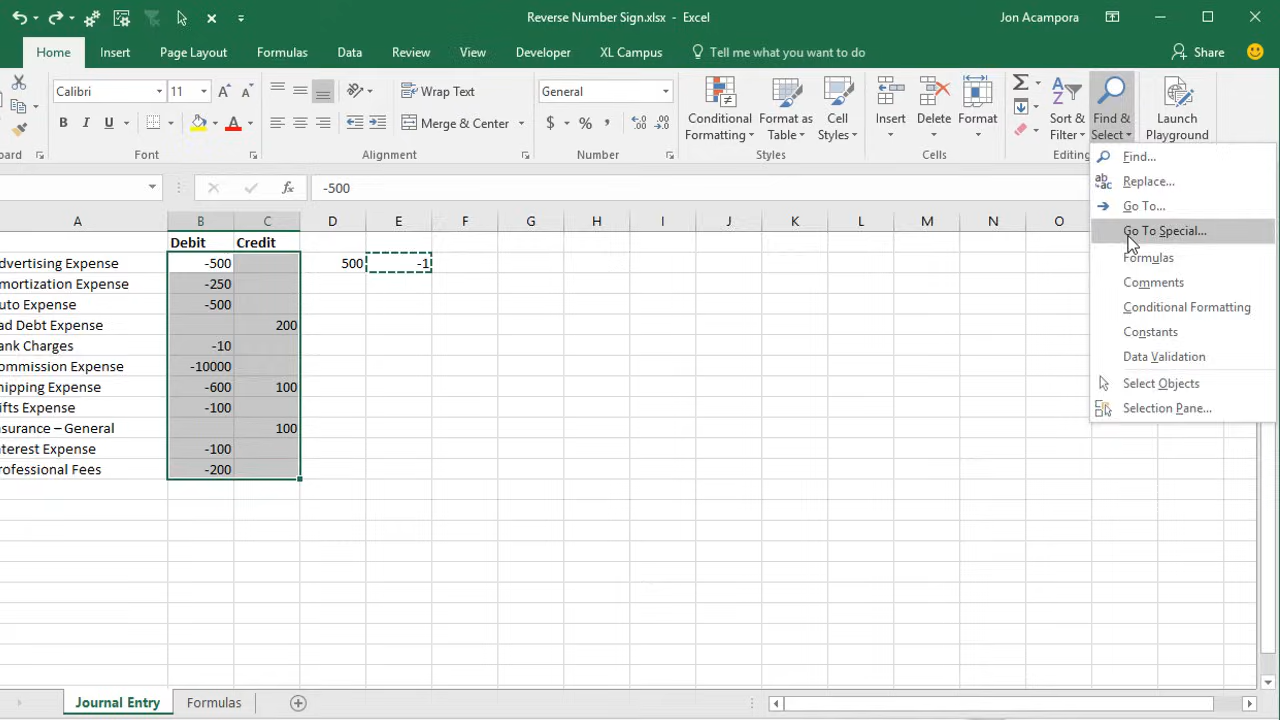 Reverse Number Sign.xlsx - Excel
Jon Acampora
Home Insert Page Layout Formulas Data Review View Developer XL Campus Tell me what you want to do Share
Calibri 11 A A Wrap Text General
B I U A Merge & Center $ % ,
Conditional Formatting Format as Table Cell Styles Insert Delete Format Sort & Filter Find & Select Launch Playground
oard Font Alignment Number Styles Cells Editing
Find...
Replace...
Go To...
Go To Special...
Formulas
Comments
Conditional Formatting
Constants
Data Validation
Select Objects
Selection Pane...
fx -500
A B C D E F G H I J K L M N O
Debit Credit
dvertising Expense -500 500 -1
mortization Expense -250
uto Expense -500
ad Debt Expense 200
ank Charges -10
ommission Expense -10000
hipping Expense -600 100
ifts Expense -100
surance – General 100
terest Expense -100
rofessional Fees -200
Journal Entry Formulas